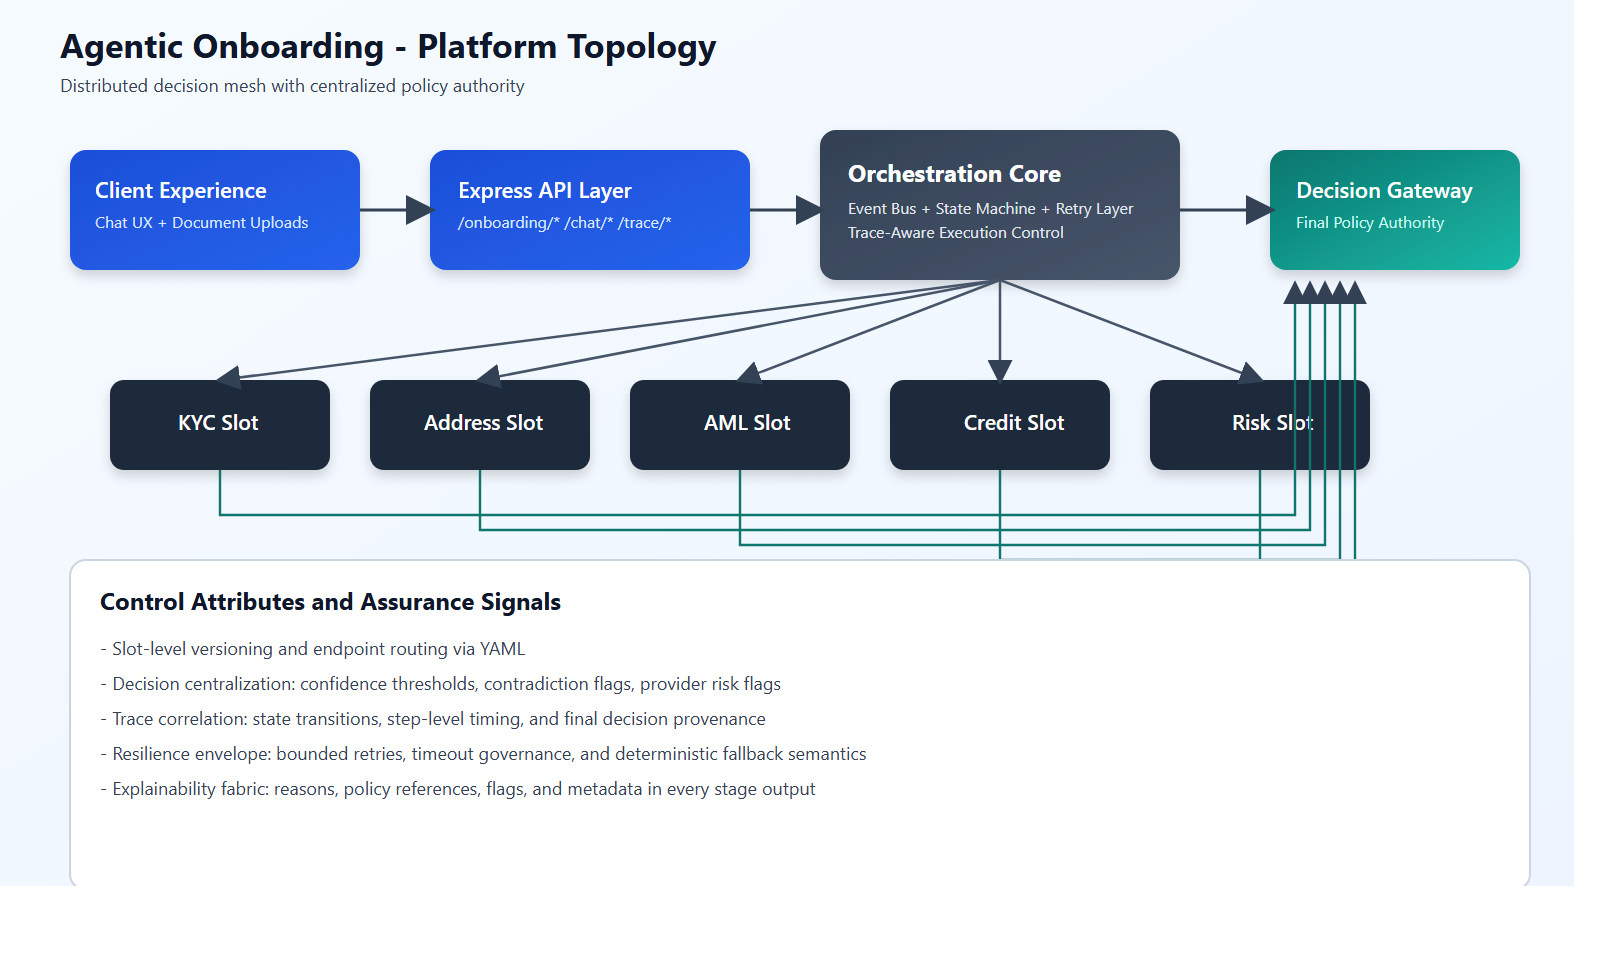 Agentic Onboarding - Platform Topology
Distributed decision mesh with centralized policy authority
Client Experience
Chat UX + Document Uploads
Express API Layer
/onboarding/* /chat/* /trace/*
Orchestration Core
Event Bus + State Machine + Retry Layer
Trace-Aware Execution Control
Decision Gateway
Final Policy Authority
KYC Slot
Address Slot
AML Slot
Credit Slot
Risk Slot
Control Attributes and Assurance Signals
- Slot-level versioning and endpoint routing via YAML
- Decision centralization: confidence thresholds, contradiction flags, provider risk flags
- Trace correlation: state transitions, step-level timing, and final decision provenance
- Resilience envelope: bounded retries, timeout governance, and deterministic fallback semantics
- Explainability fabric: reasons, policy references, flags, and metadata in every stage output